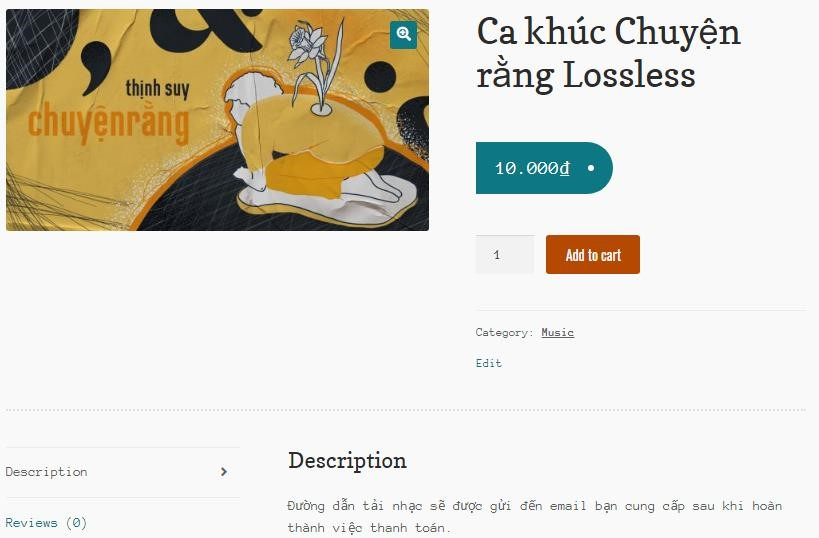 &
thịnh suy
chuyệnrằng
Ca khúc Chuyện
rằng Lossless
10.000₫
1
Add to cart
Category: Music
Edit
Description
Reviews (0)
Description
Đường dẫn tải nhạc sẽ được gửi đến email bạn cung cấp sau khi hoàn
thành việc thanh toán.